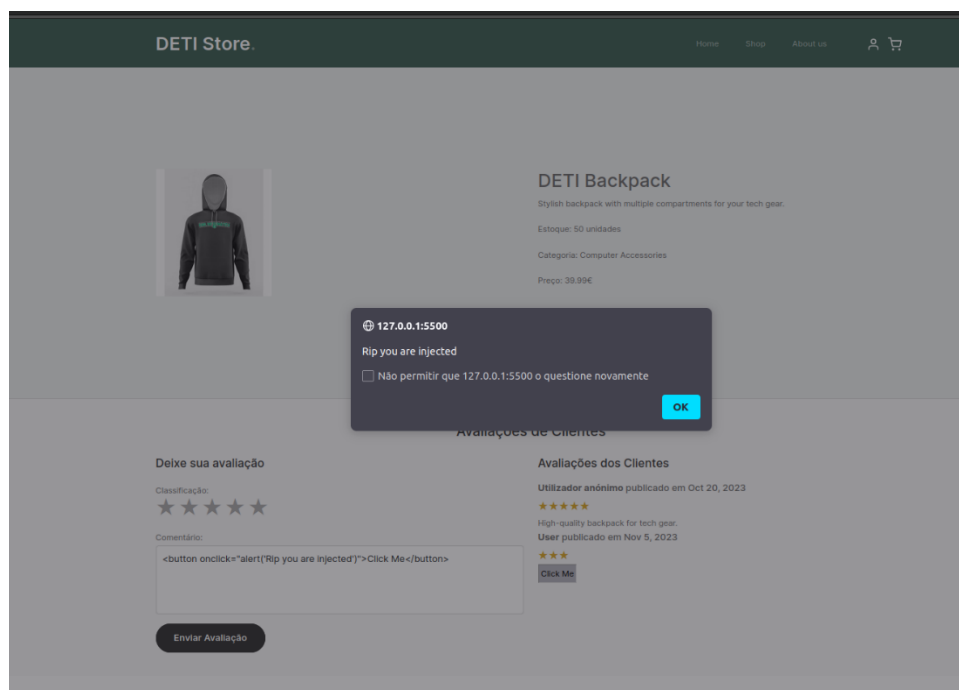 DETI Store.
Home Shop About us
DETI Backpack
Stylish backpack with multiple compartments for your tech gear.
Estoque: 50 unidades
Categoria: Computer Accessories
Preço: 39.99€
127.0.0.1:5500
Rip you are injected
Não permitir que 127.0.0.1:5500 o questione novamente
OK
Avaliações de Clientes
Deixe sua avaliação
Classificação:
Comentário:
<button onclick="alert('Rip you are injected')">Click Me</button>
Enviar Avaliação
Avaliações dos Clientes
Utilizador anónimo publicado em Oct 20, 2023
High-quality backpack for tech gear.
User publicado em Nov 5, 2023
Click Me